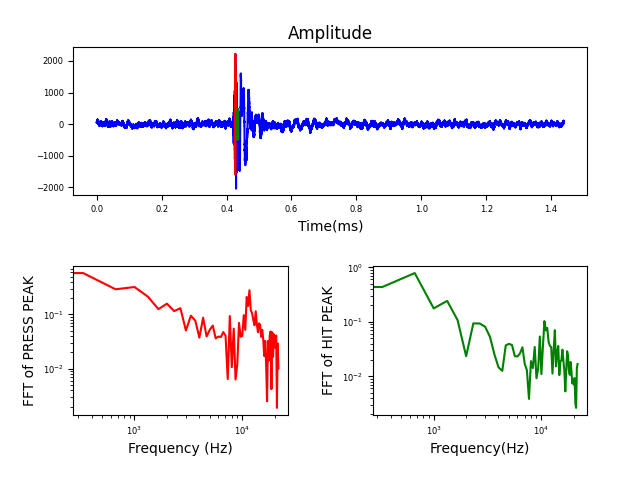 Amplitude
2000
1000
0
−1000
−2000
0.0 0.2 0.4 0.6 0.8 1.0 1.2 1.4
Time(ms)
FFT of PRESS PEAK
10⁻¹
10⁻²
10³ 10⁴
Frequency (Hz)
FFT of HIT PEAK
10⁰
10⁻¹
10⁻²
10³ 10⁴
Frequency(Hz)